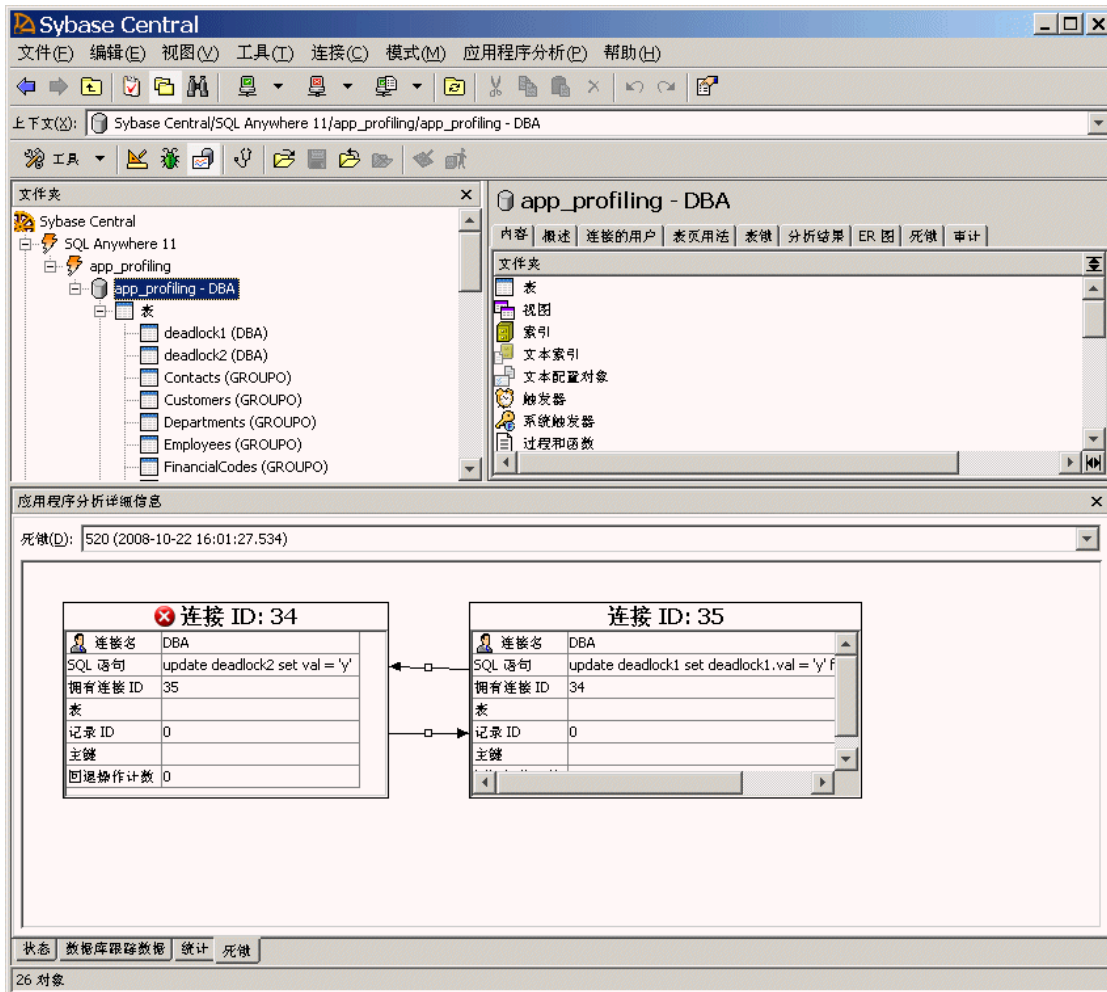 Sybase Central
文件(F) 编辑(E) 视图(V) 工具(T) 连接(C) 模式(M) 应用程序分析(P) 帮助(H)
上下文(X): Sybase Central/SQL Anywhere 11/app_profiling/app_profiling - DBA
工具
文件夹
Sybase Central
SQL Anywhere 11
app_profiling
app_profiling - DBA
表
deadlock1 (DBA)
deadlock2 (DBA)
Contacts (GROUPO)
Customers (GROUPO)
Departments (GROUPO)
Employees (GROUPO)
FinancialCodes (GROUPO)
app_profiling - DBA
内容 概述 连接的用户 表页用法 表锁 分析结果 ER 图 死锁 审计
文件夹
表
视图
索引
文本索引
文本配置对象
触发器
系统触发器
过程和函数
应用程序分析详细信息
死锁(D): 520 (2008-10-22 16:01:27.534)
连接 ID: 34
连接名 DBA
SQL 语句 update deadlock2 set val = 'y'
拥有连接 ID 35
表
记录 ID 0
主键
回退操作计数 0
连接 ID: 35
连接名 DBA
SQL 语句 update deadlock1 set deadlock1.val = 'y' f
拥有连接 ID 34
表
记录 ID 0
主键
状态 数据库跟踪数据 统计 死锁
26 对象